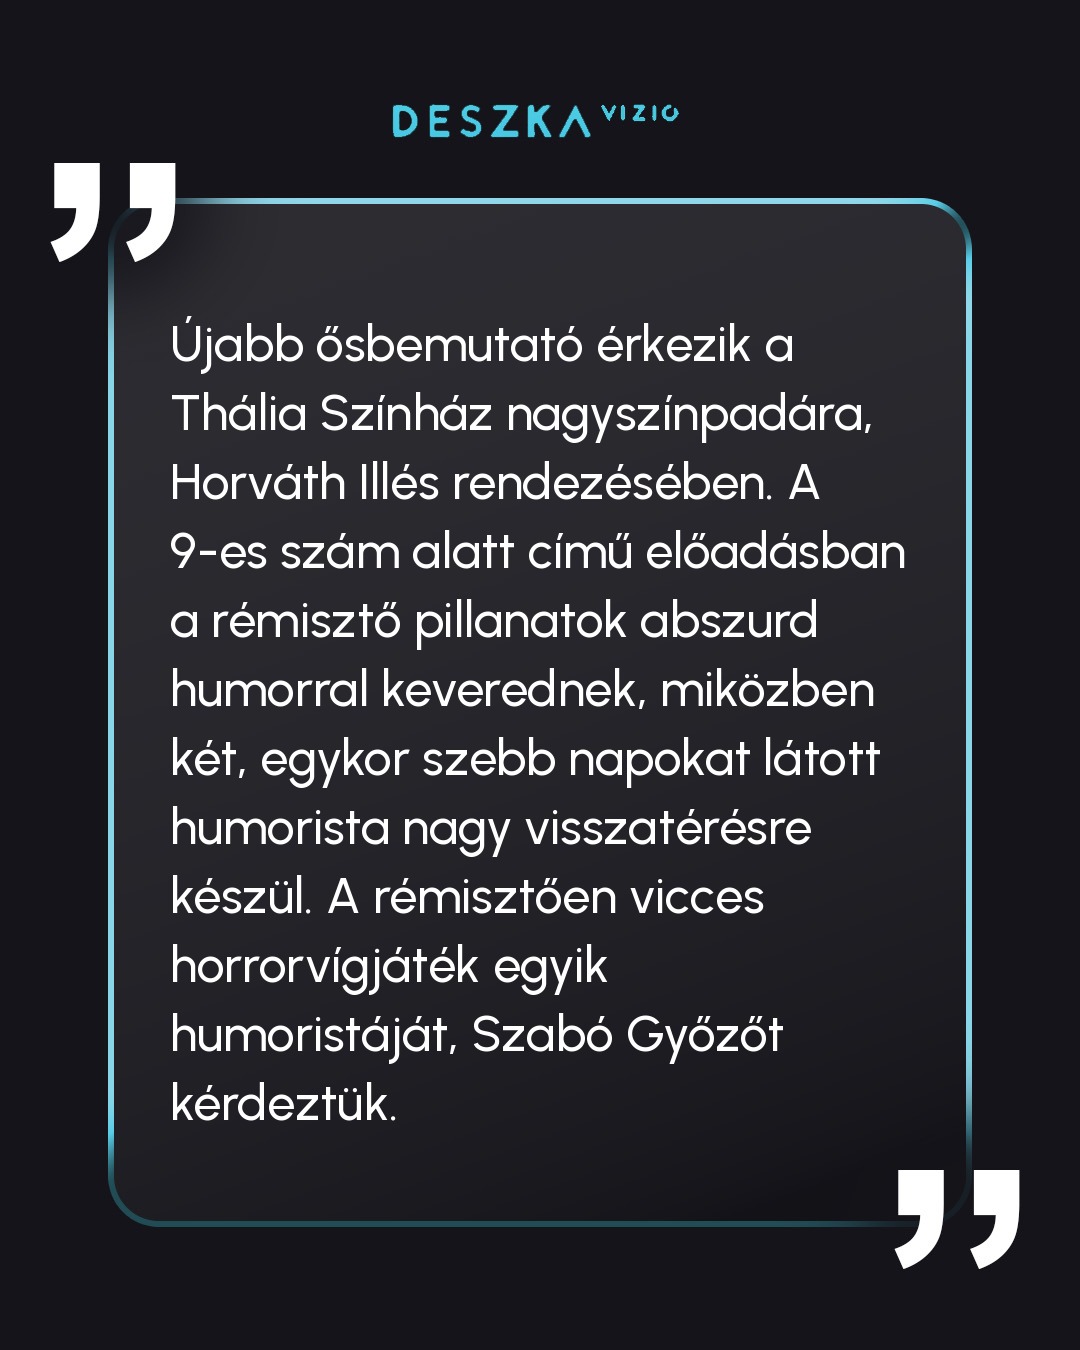 DESZKA VIZIO
”
Újabb ősbemutató érkezik a
Thália Színház nagyszínpadára,
Horváth Illés rendezésében. A
9-es szám alatt című előadásban
a rémisztő pillanatok abszurd
humorral keverednek, miközben
két, egykor szebb napokat látott
humorista nagy visszatérésre
készül. A rémisztően vicces
horrorvígjáték egyik
humoristáját, Szabó Győzőt
kérdeztük.
”